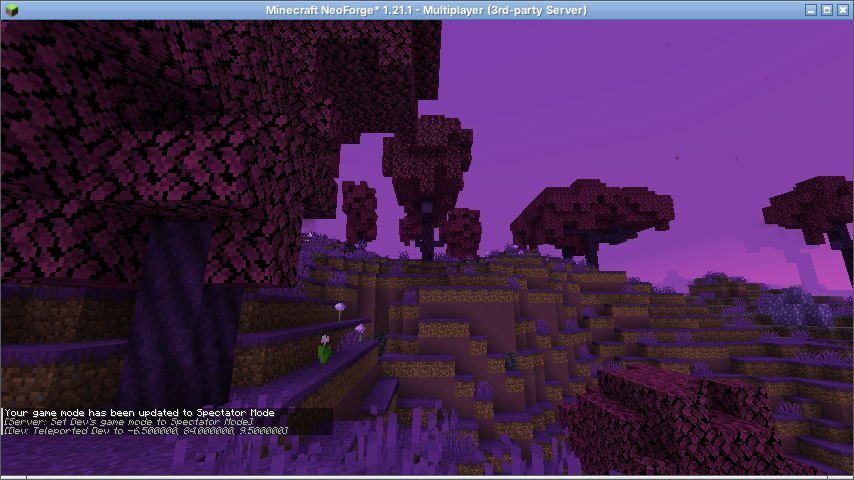 Minecraft NeoForge* 1.21.1 - Multiplayer (3rd-party Server)
Your game mode has been updated to Spectator Mode
[Server: Set Dev's game mode to Spectator Mode]
[Dev: Teleported Dev to -6.500000, 84.000000, 9.500000]